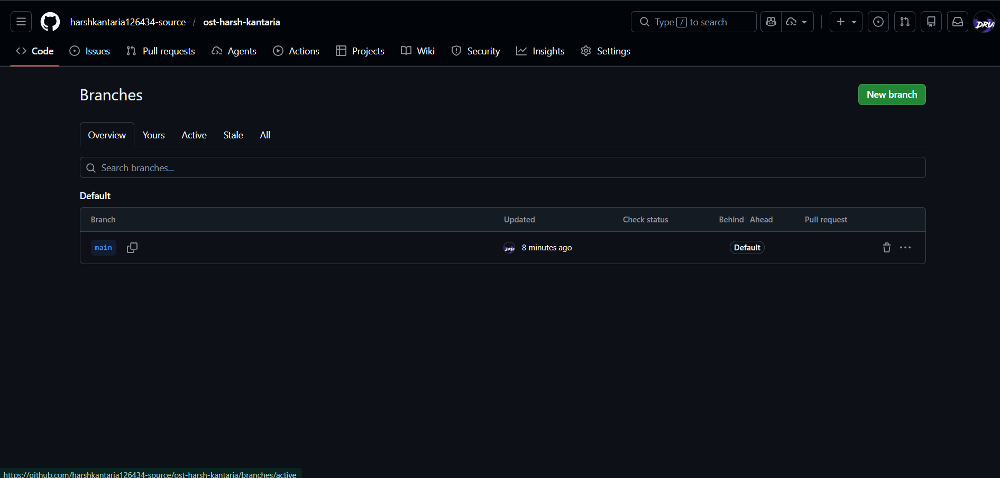 harshkantaria126434-source / ost-harsh-kantaria
Type / to search
Code Issues Pull requests Agents Actions Projects Wiki Security Insights Settings
Branches
New branch
Overview Yours Active Stale All
Search branches...
Default
Branch Updated Check status Behind Ahead Pull request
main 8 minutes ago Default
https://github.com/harshkantaria126434-source/ost-harsh-kantaria/branches/active